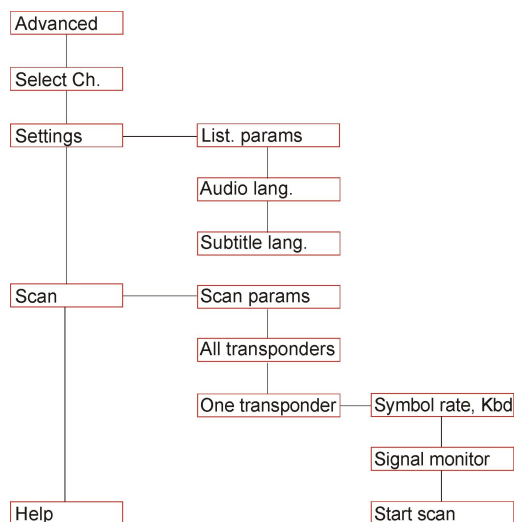 Advanced
Select Ch.
Settings
List. params
Audio lang.
Subtitle lang.
Scan
Scan params
All transponders
One transponder
Symbol rate, Kbd
Signal monitor
Help
Start scan